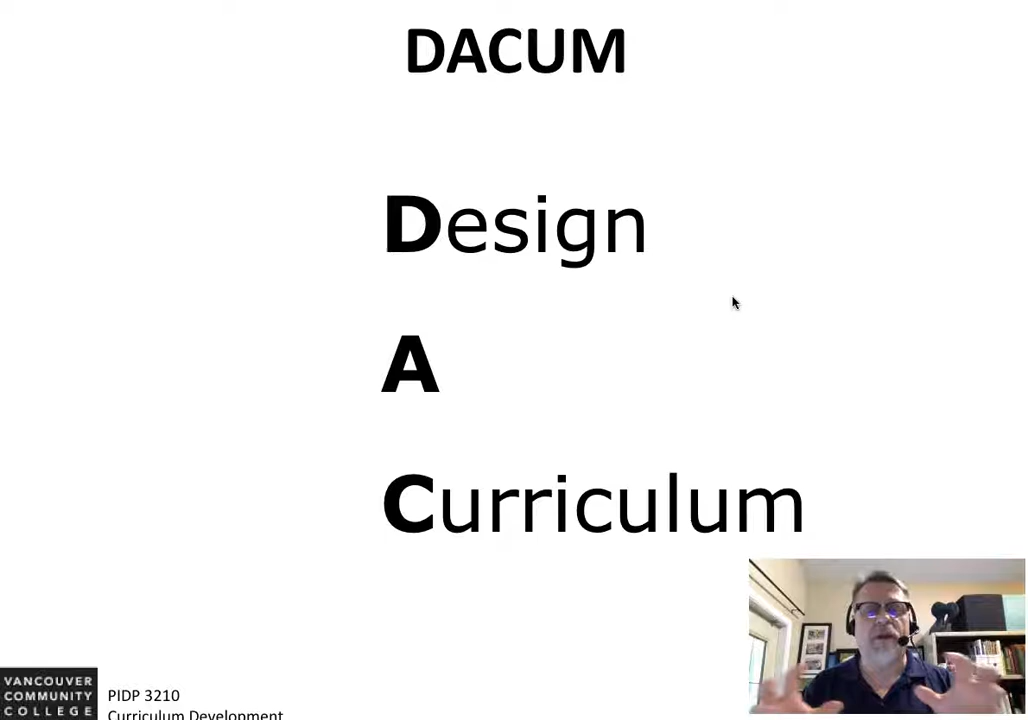 DACUM
Design
A
Curriculum
VANCOUVER
COMMUNITY
COLLEGE
PIDP 3210
Curriculum Development